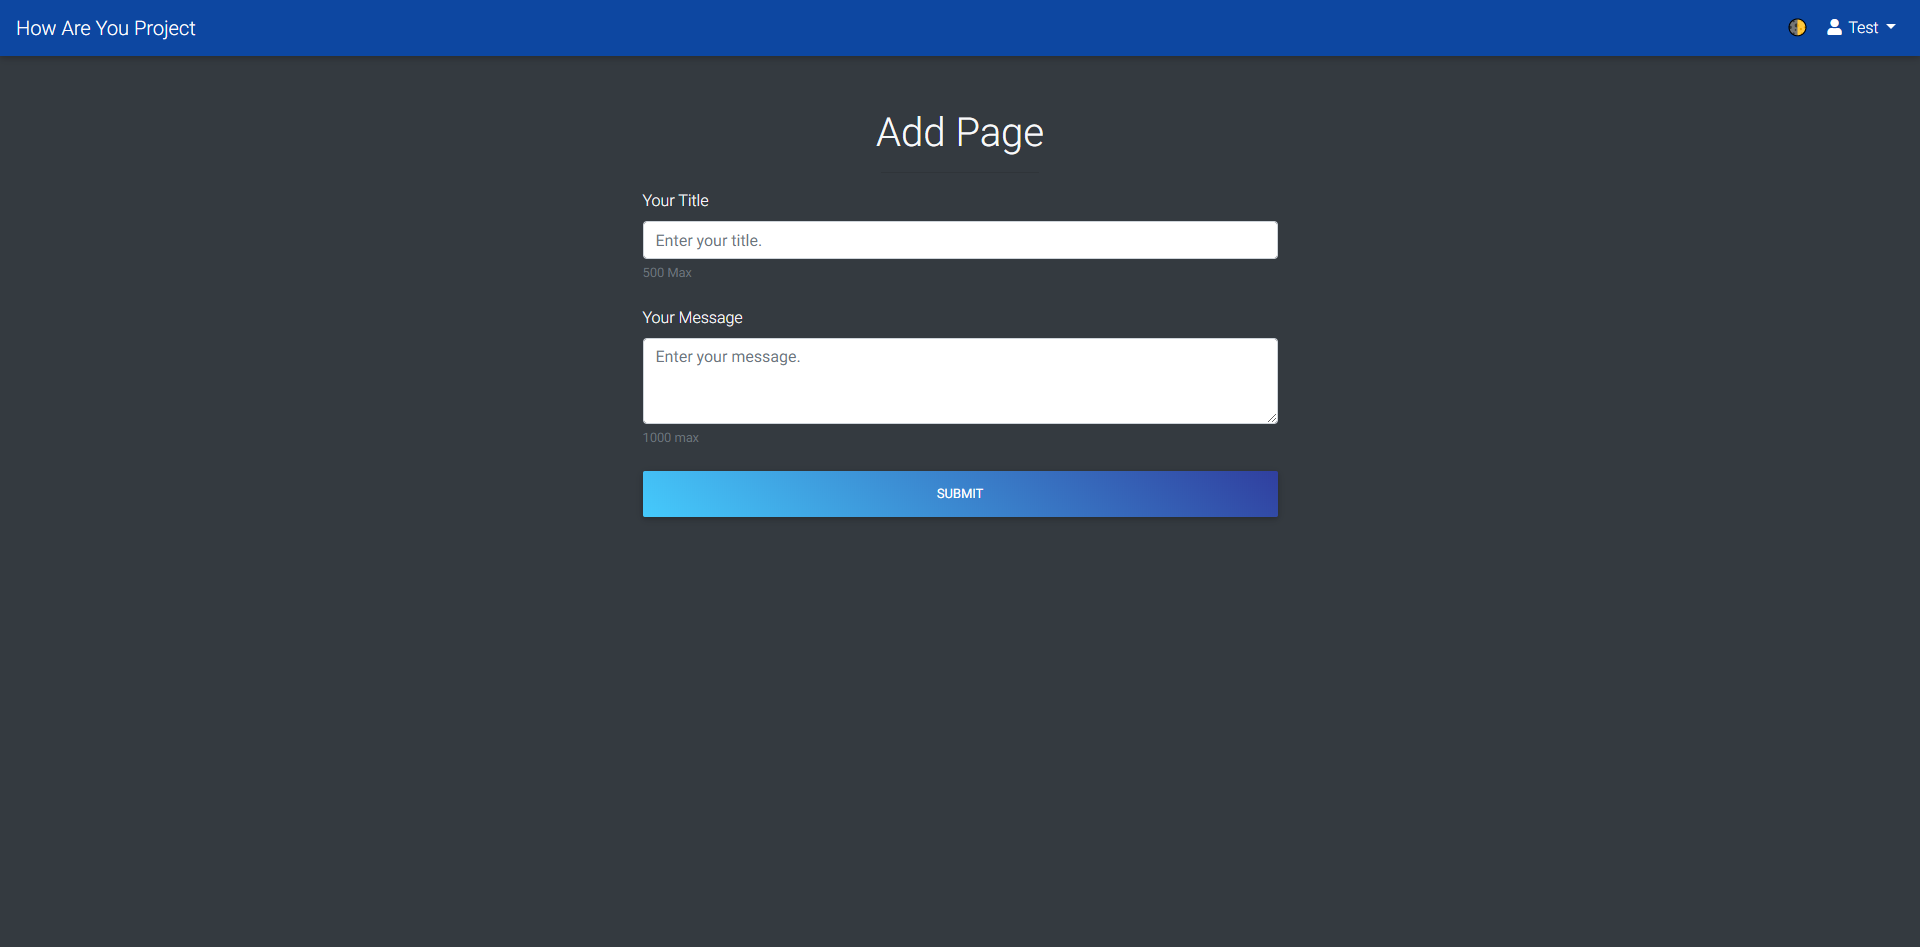 How Are You Project
Test
Add Page
Your Title
Enter your title.
500 Max
Your Message
Enter your message.
1000 max
SUBMIT